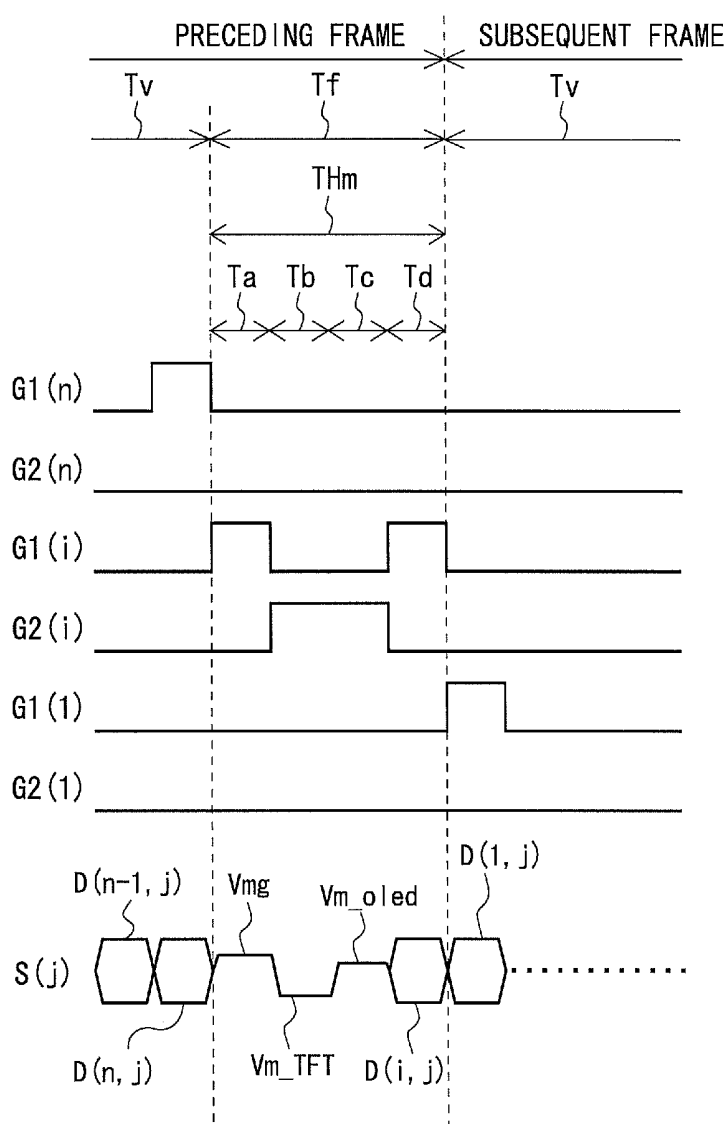 PRECEDING FRAME SUBSEQUENT FRAME
Tv Tf Tv
THm
Ta Tb Tc Td
G1(n)
G2(n)
G1(i)
G2(i)
G1(1)
G2(1)
D(1, j)
D(n-1, j) Vmg Vm_oled
S(j)
D(n, j) Vm_TFT D(i, j)